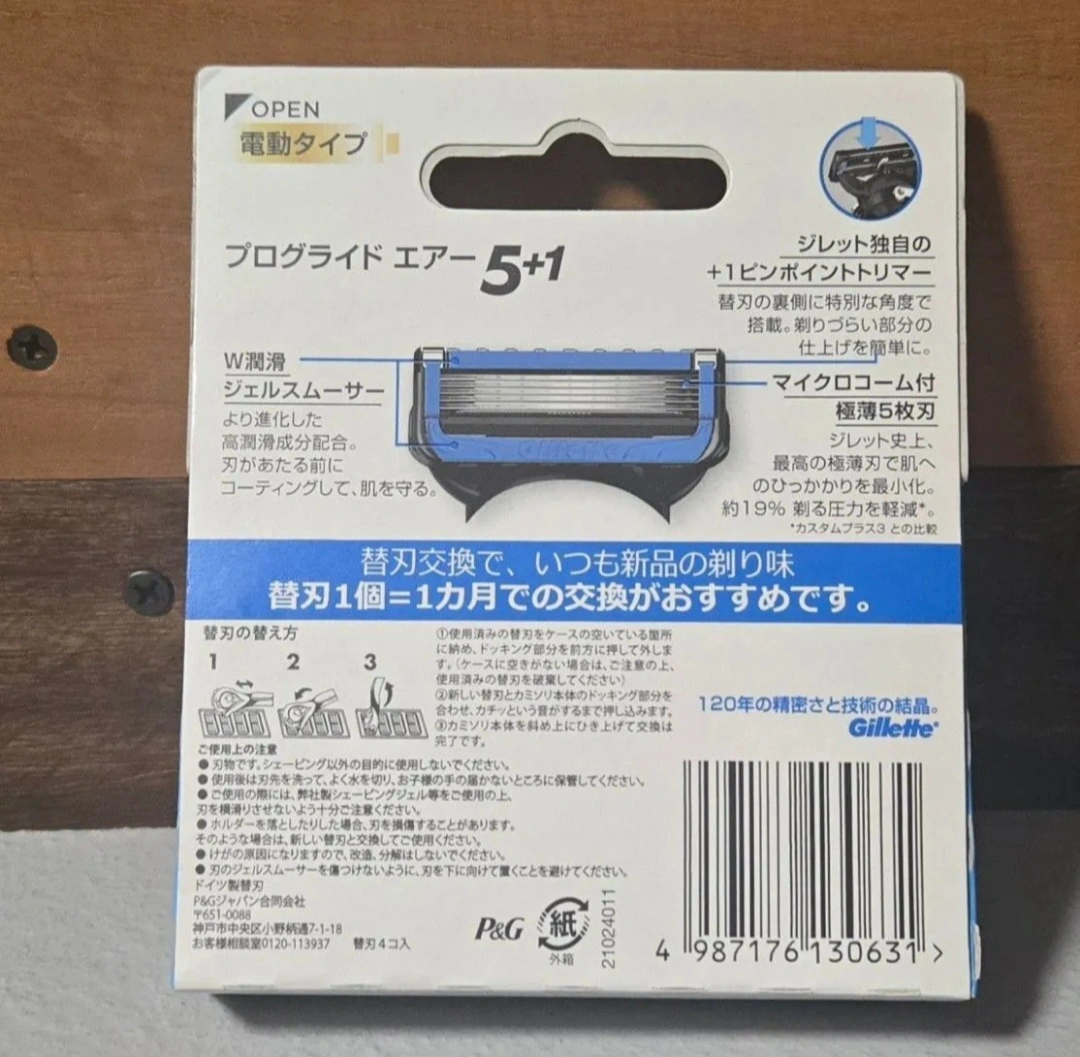 OPEN
電動タイプ
プログライド エアー 5+1
ジレット独自の
+1ピンポイントトリマー
替刃の裏側に特別な角度で
搭載。剃りづらい部分の
仕上げを簡単に。
W潤滑
ジェルスムーサー
より進化した
高潤滑成分配合。
刃があたる前に
コーティングして、肌を守る。
マイクロコーム付
極薄5枚刃
ジレット史上、
最高の極薄刃で肌へ
のひっかかりを最小化。
約19% 剃る圧力を軽減*。
*カスタムプラス3 との比較
替刃交換で、いつも新品の剃り味
替刃1個=1カ月での交換がおすすめです。
替刃の替え方
1 2 3
①使用済みの替刃をケースの空いている箇所
に納め、ドッキング部分を前方に押して外しま
す。(ケースに空きがない場合は、ご注意の上、
使用済みの替刃を破棄してください)
②新しい替刃とカミソリ本体のドッキング部分を
合わせ、カチッという音がするまで押し込みます。
③カミソリ本体を斜め上にひき上げて交換は
完了です。
120年の精密さと技術の結晶。
Gillette
ご使用上の注意
●刃物です。シェービング以外の目的に使用しないでください。
●使用後は刃先を洗って、よく水を切り、お子様の手の届かないところに保管してください。
●ご使用の際には、弊社製シェービングジェル等をご使用の上、
刃を横滑りさせないよう十分ご注意ください。
●ホルダーを落としたりした場合、刃を損傷することがあります。
そのような場合は、新しい替刃と交換してご使用ください。
●けがの原因になりますので、改造、分解はしないでください。
●刃のジェルスムーサーを傷つけないように、刃を下に向けて置くことを避けてください。
ドイツ製替刃
P&Gジャパン合同会社
〒651-0088
神戸市中央区小野柄通7-1-18
お客様相談室0120-113937 替刃4コ入
P&G
紙
外箱
21024011
4 987176 130631 >